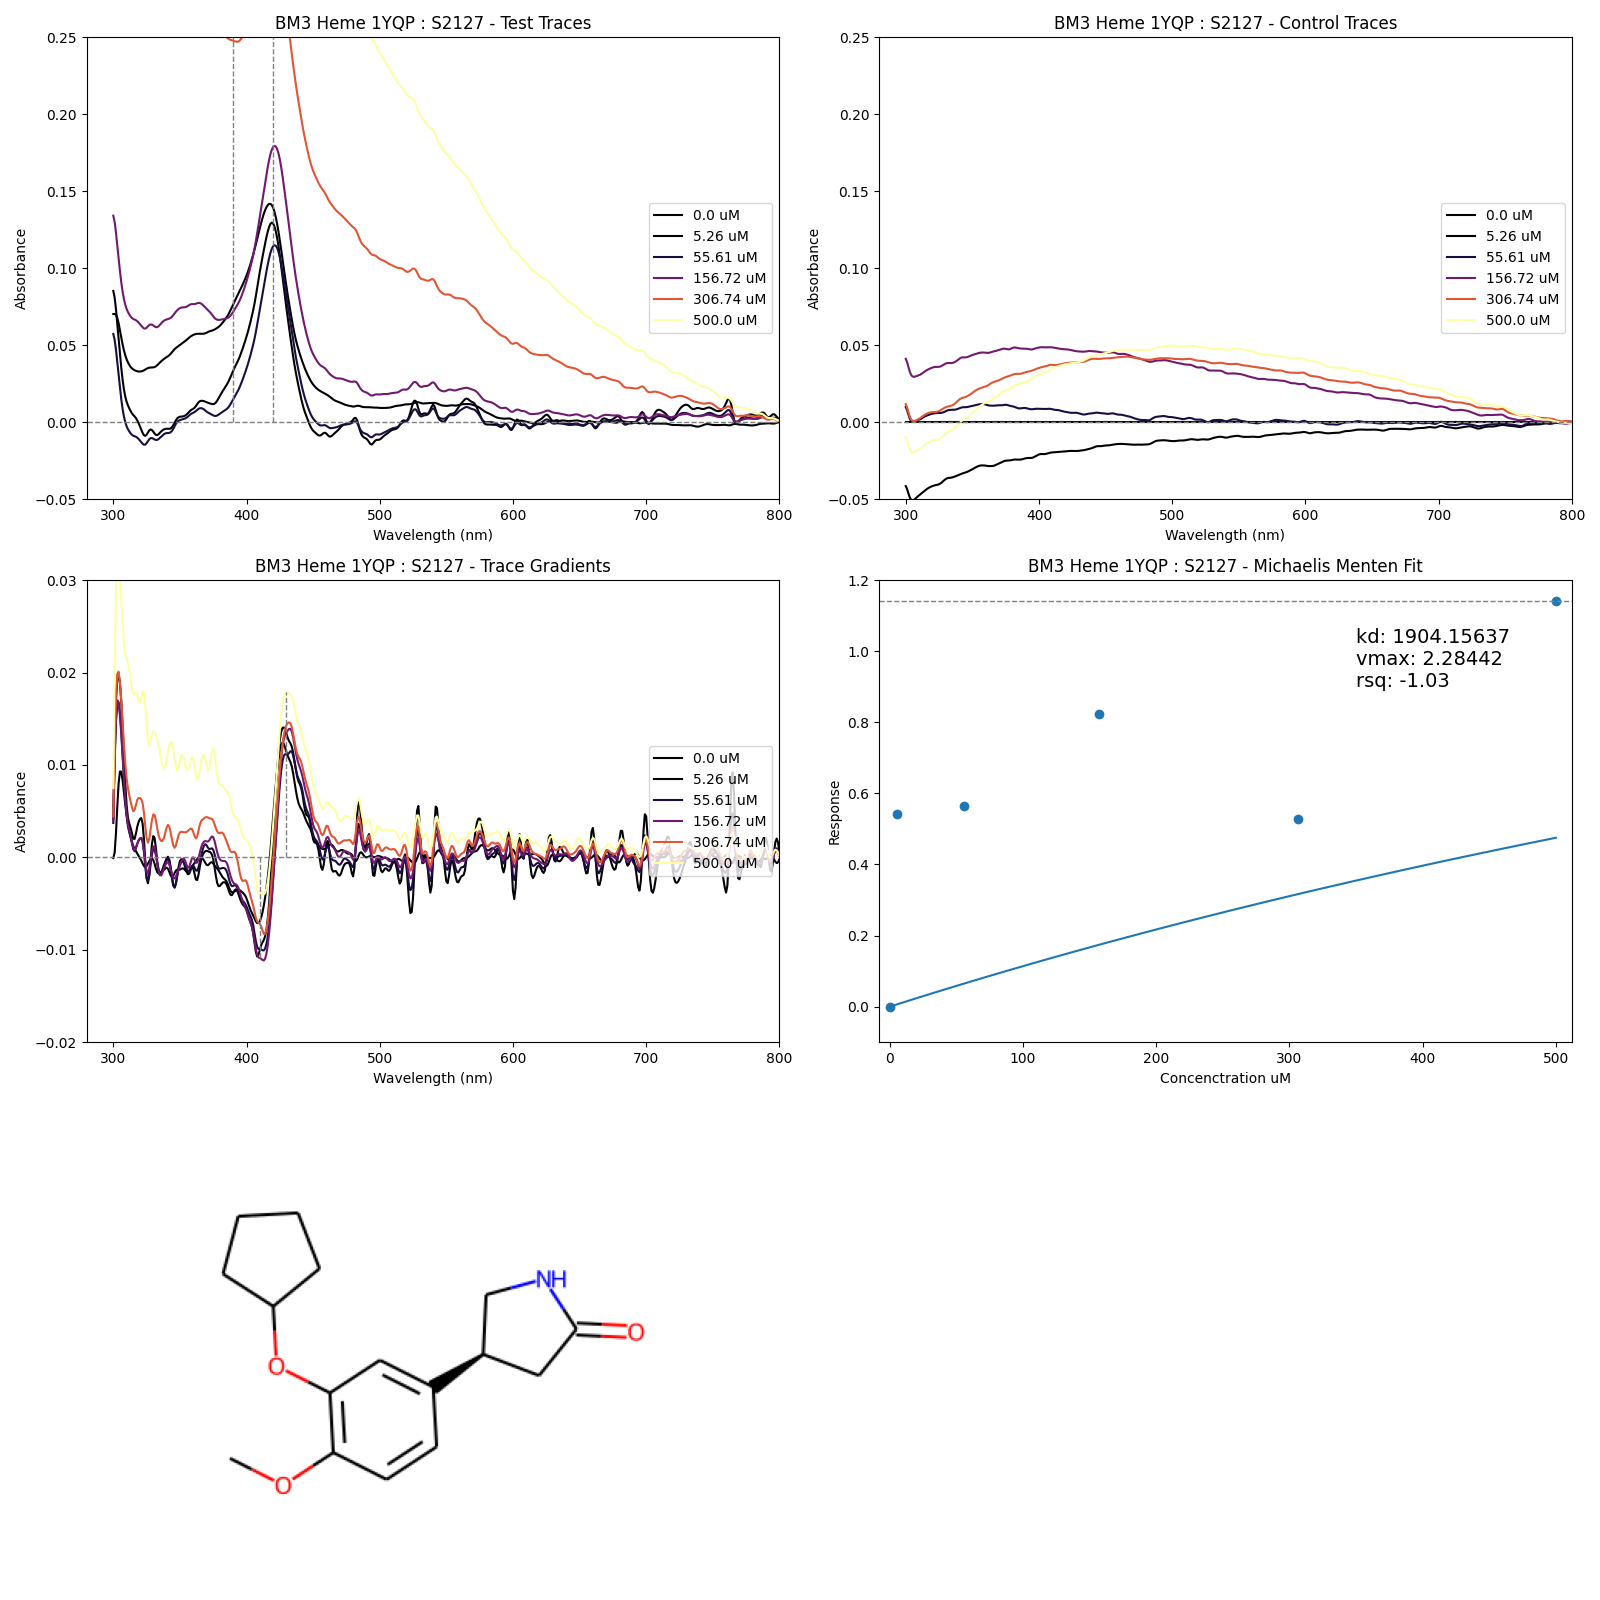 BM3 Heme 1YQP : S2127 - Test Traces
0.25
0.20
0.15
0.10
0.05
0.00
−0.05
Absorbance
300 400 500 600 700 800
Wavelength (nm)
0.0 uM
5.26 uM
55.61 uM
156.72 uM
306.74 uM
500.0 uM
BM3 Heme 1YQP : S2127 - Control Traces
0.25
0.20
0.15
0.10
0.05
0.00
−0.05
Absorbance
300 400 500 600 700 800
Wavelength (nm)
0.0 uM
5.26 uM
55.61 uM
156.72 uM
306.74 uM
500.0 uM
BM3 Heme 1YQP : S2127 - Trace Gradients
0.03
0.02
0.01
0.00
−0.01
−0.02
Absorbance
300 400 500 600 700 800
Wavelength (nm)
0.0 uM
5.26 uM
55.61 uM
156.72 uM
306.74 uM
500.0 uM
BM3 Heme 1YQP : S2127 - Michaelis Menten Fit
1.2
1.0
0.8
0.6
0.4
0.2
0.0
Response
kd: 1904.15637
vmax: 2.28442
rsq: -1.03
0 100 200 300 400 500
Concenctration uM
NH
O
O
O